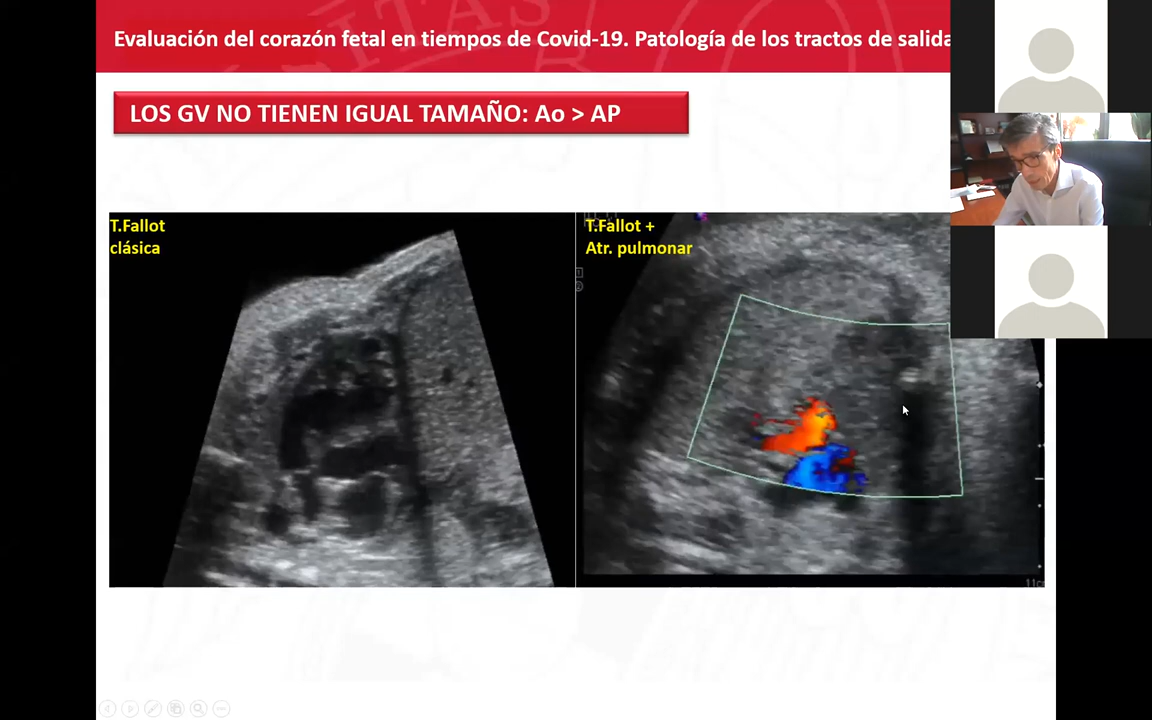 Evaluación del corazón fetal en tiempos de Covid-19. Patología de los tractos de salida
LOS GV NO TIENEN IGUAL TAMAÑO: Ao > AP
T.Fallot
clásica
T.Fallot +
Atr. pulmonar
11cm